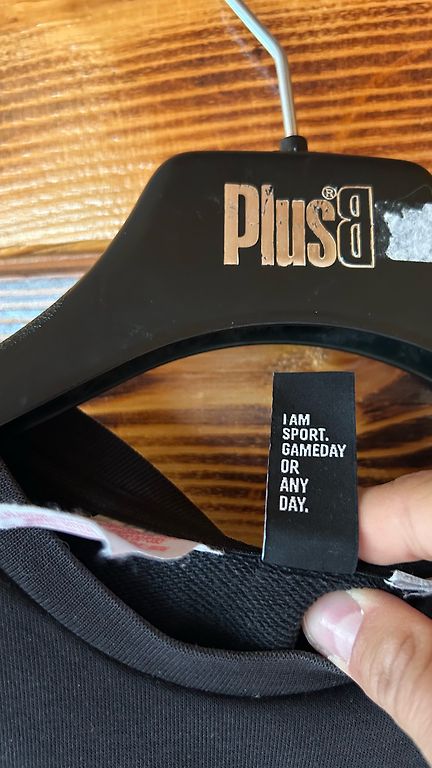 PlusB®
I AM
SPORT.
GAMEDAY
OR
ANY
DAY.